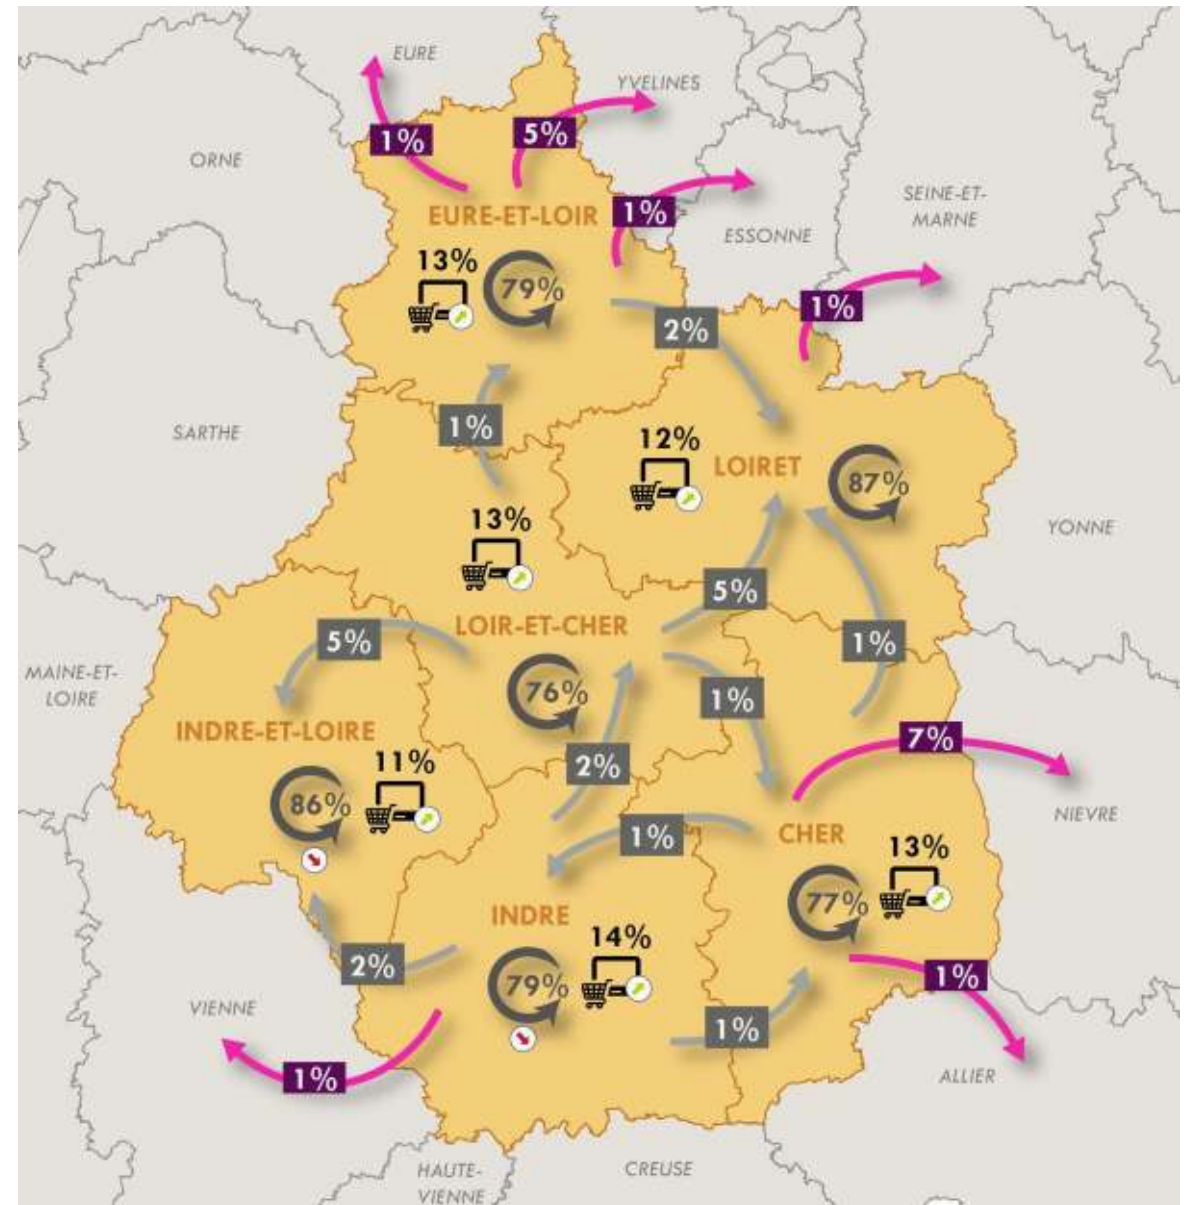 EURE
YVELINES
1%
5%
ORNE
SEINE-ET-
MARNE
EURE-ET-LOIR
1%
ESSONNE
13%
79%
1%
2%
SARTHE
1%
12%
LOIRET
87%
13%
YONNE
5%
LOIR-ET-CHER
5%
1%
MAINE-ET-
LOIRE
76%
1%
INDRE-ET-LOIRE
7%
11%
2%
86%
NIEVRE
1%
CHER
13%
77%
INDRE
14%
2%
79%
1%
VIENNE
1%
1%
ALLIER
HAUTE-
VIENNE
CREUSE